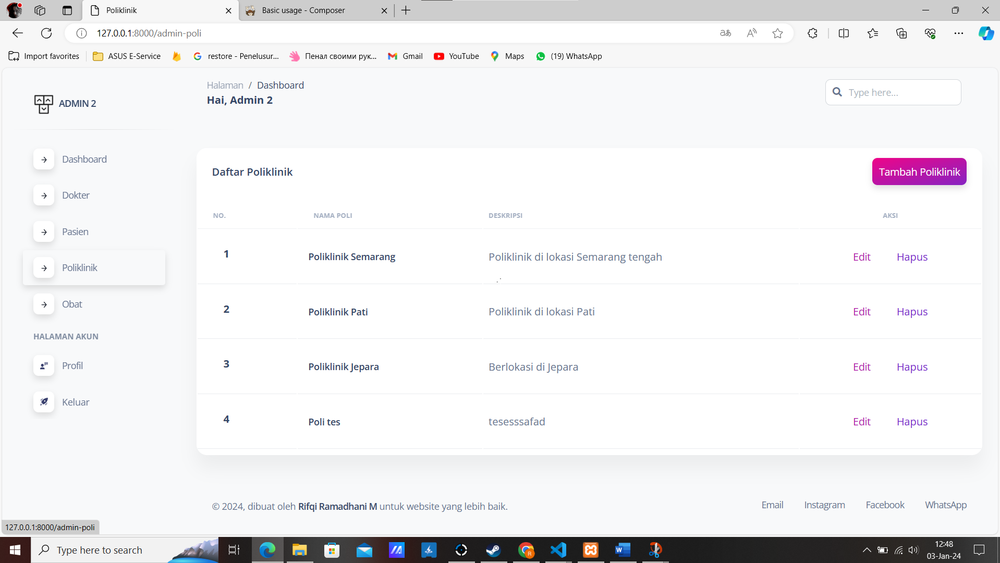 Poliklinik
Basic usage - Composer
127.0.0.1:8000/admin-poli
Import favorites
ASUS E-Service
restore - Penelusur...
Пенал своими рук...
Gmail
YouTube
Maps
(19) WhatsApp
ADMIN 2
Halaman / Dashboard
Hai, Admin 2
Type here...
Dashboard
Dokter
Pasien
Poliklinik
Obat
HALAMAN AKUN
Profil
Keluar
Daftar Poliklinik
Tambah Poliklinik
NO. NAMA POLI DESKRIPSI AKSI
1 Poliklinik Semarang Poliklinik di lokasi Semarang tengah Edit Hapus
2 Poliklinik Pati Poliklinik di lokasi Pati Edit Hapus
3 Poliklinik Jepara Berlokasi di Jepara Edit Hapus
4 Poli tes tesesssafad Edit Hapus
© 2024, dibuat oleh Rifqi Ramadhani M untuk website yang lebih baik.
Email Instagram Facebook WhatsApp
127.0.0.1:8000/admin-poli
Type here to search
12:48
03-Jan-24